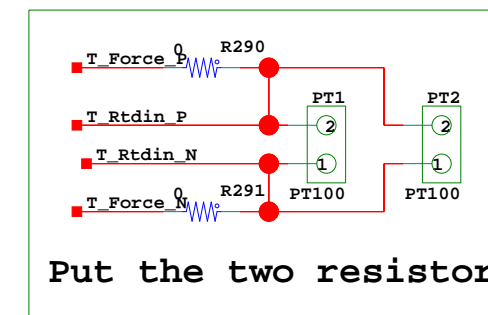 0 R290
T_Force_P
PT1 PT2
T_Rtdin_P 2 2
T_Rtdin_N 1 1
0 R291 PT100 PT100
T_Force_N
Put the two resistor